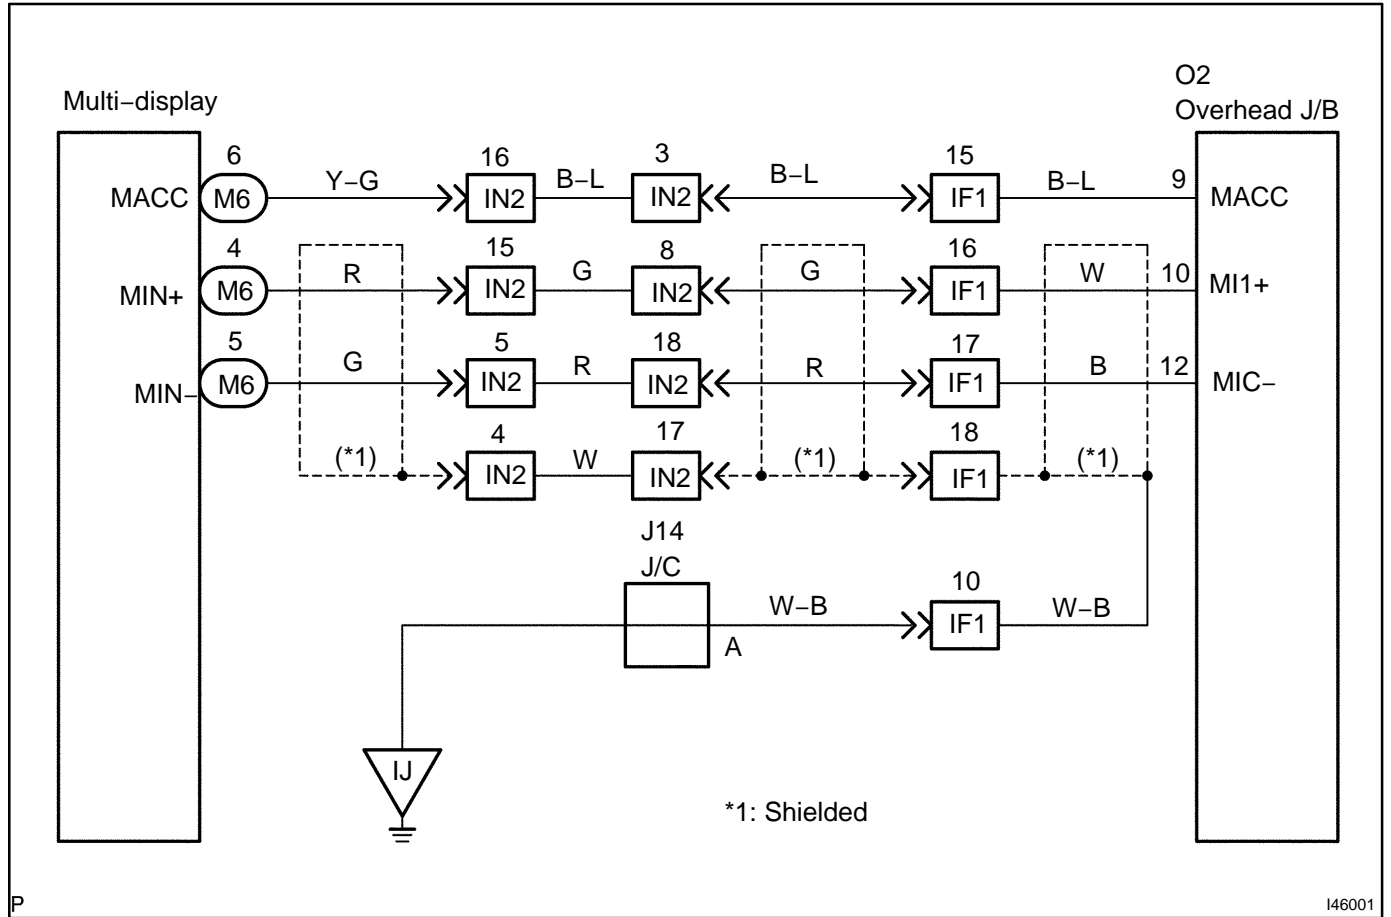 O2
Multi−display
Overhead J/B
6 16 3 15
MACC M6 Y−G IN2 B−L IN2 B−L IF1 B−L 9 MACC
4 15 8 16
MIN+ M6 R IN2 G IN2 G IF1 W 10 MI1+
5 5 18 17
MIN− M6 G IN2 R IN2 R IF1 B 12 MIC−
4 17 18
(*1) IN2 W IN2 (*1) IF1 (*1)
J14
J/C
10
W−B IF1 W−B
A
IJ
*1: Shielded
P
I46001